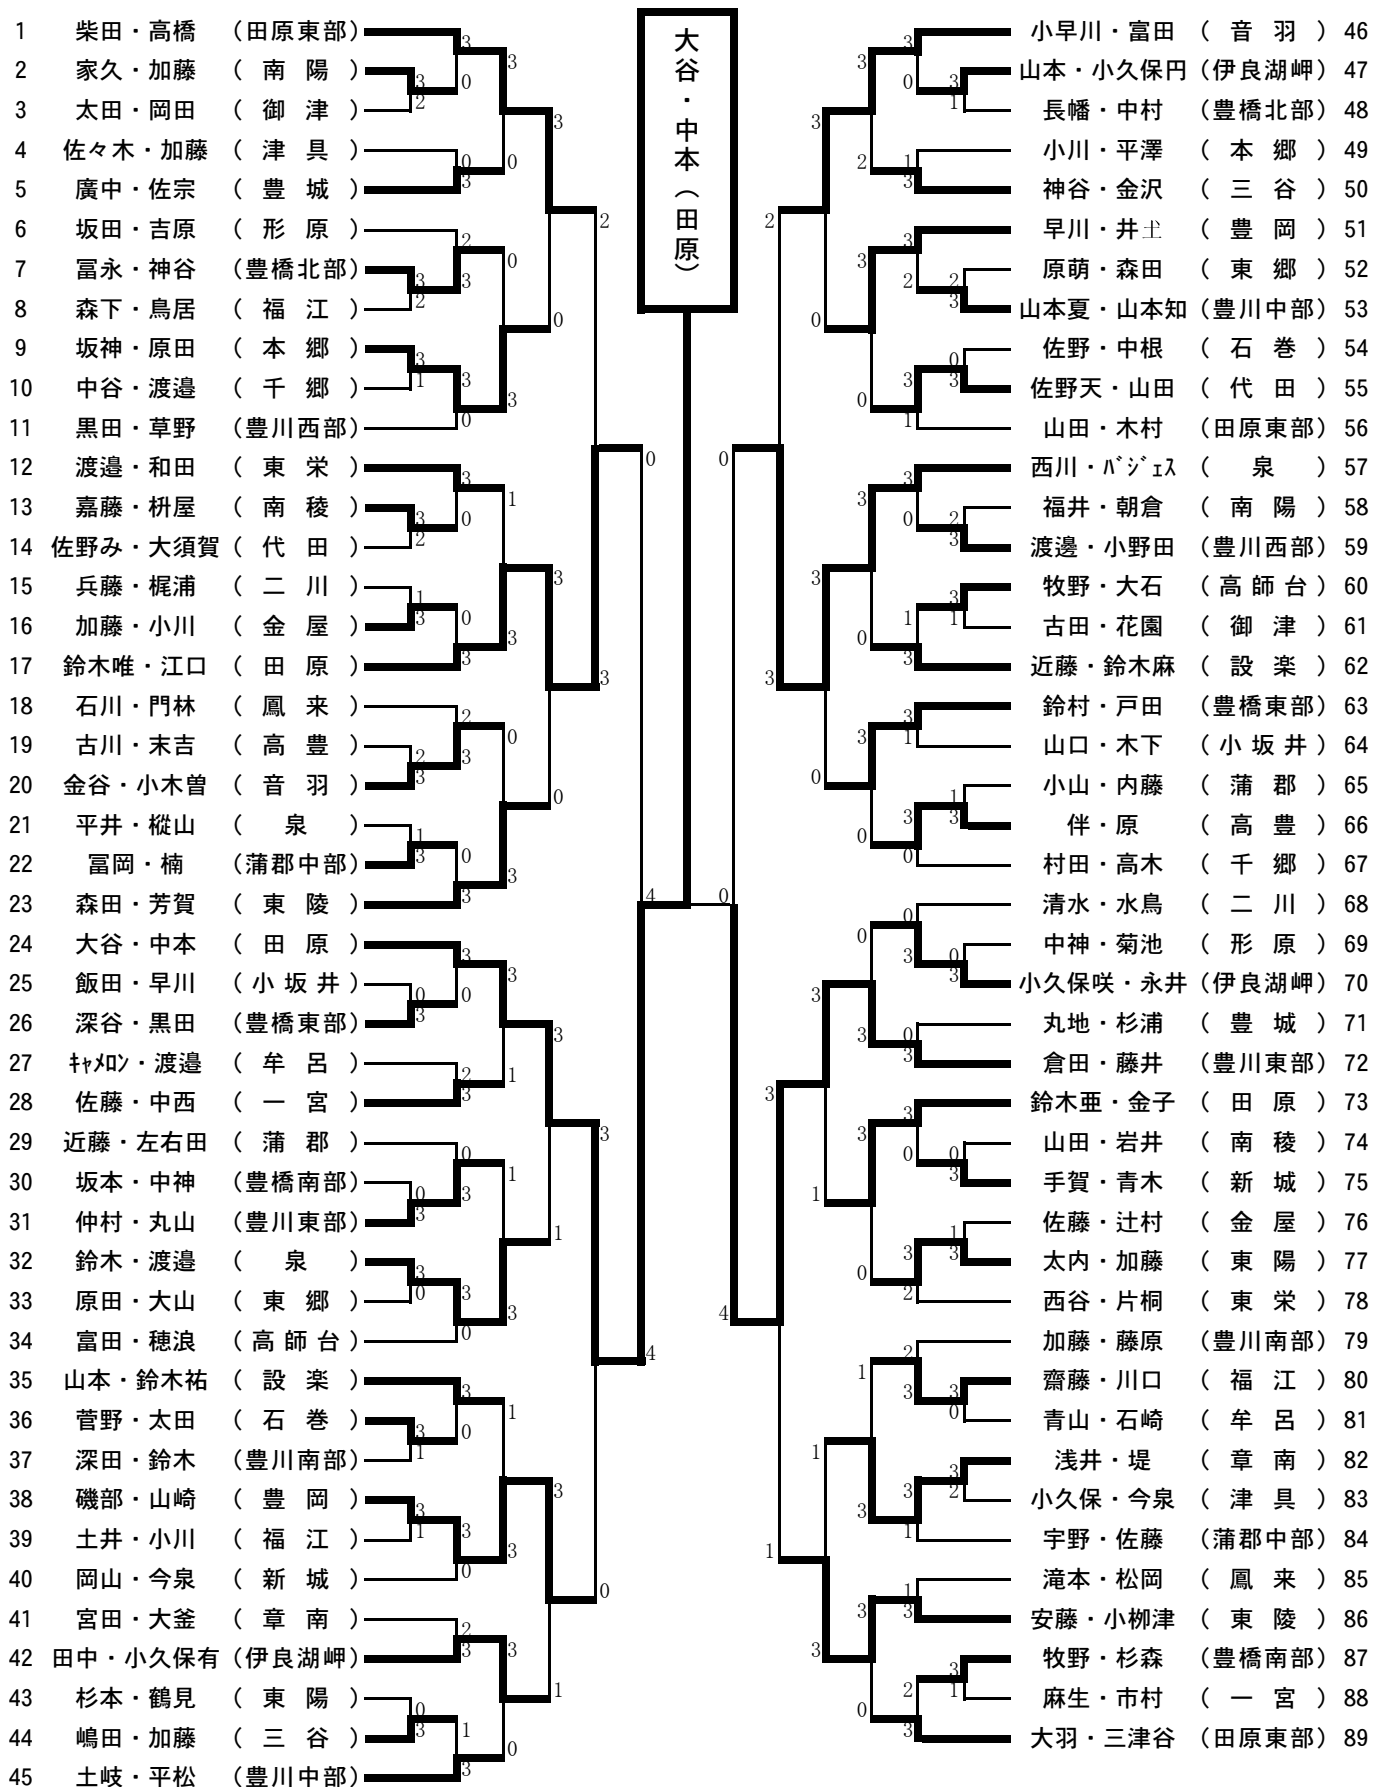 大谷・中本（田原）
1 柴田・高橋 （田原東部）
2 家久・加藤 （ 南 陽 ）
3 太田・岡田 （ 御 津 ）
4 佐々木・加藤 （ 津 具 ）
5 廣中・佐宗 （ 豊 城 ）
6 坂田・吉原 （ 形 原 ）
7 冨永・神谷 （豊橋北部）
8 森下・鳥居 （ 福 江 ）
9 坂神・原田 （ 本 郷 ）
10 中谷・渡邉 （ 千 郷 ）
11 黒田・草野 （豊川西部）
12 渡邉・和田 （ 東 栄 ）
13 嘉藤・枡屋 （ 南 稜 ）
14 佐野み・大須賀 （ 代 田 ）
15 兵藤・梶浦 （ 二 川 ）
16 加藤・小川 （ 金 屋 ）
17 鈴木唯・江口 （ 田 原 ）
18 石川・門林 （ 鳳 来 ）
19 古川・末吉 （ 高 豊 ）
20 金谷・小木曽 （ 音 羽 ）
21 平井・樅山 （ 泉 ）
22 冨岡・楠 （蒲郡中部）
23 森田・芳賀 （ 東 陵 ）
24 大谷・中本 （ 田 原 ）
25 飯田・早川 （ 小 坂 井 ）
26 深谷・黒田 （豊橋東部）
27 ｷｬﾒﾛﾝ・渡邉 （ 牟 呂 ）
28 佐藤・中西 （ 一 宮 ）
29 近藤・左右田 （ 蒲 郡 ）
30 坂本・中神 （豊橋南部）
31 仲村・丸山 （豊川東部）
32 鈴木・渡邉 （ 泉 ）
33 原田・大山 （ 東 郷 ）
34 富田・穂浪 （ 高 師 台 ）
35 山本・鈴木祐 （ 設 楽 ）
36 菅野・太田 （ 石 巻 ）
37 深田・鈴木 （豊川南部）
38 磯部・山崎 （ 豊 岡 ）
39 土井・小川 （ 福 江 ）
40 岡山・今泉 （ 新 城 ）
41 宮田・大釜 （ 章 南 ）
42 田中・小久保有 （伊良湖岬）
43 杉本・鶴見 （ 東 陽 ）
44 嶋田・加藤 （ 三 谷 ）
45 土岐・平松 （豊川中部）
小早川・富田 （ 音 羽 ） 46
山本・小久保円 （伊良湖岬） 47
長幡・中村 （豊橋北部） 48
小川・平澤 （ 本 郷 ） 49
神谷・金沢 （ 三 谷 ） 50
早川・井 （ 豊 岡 ） 51
原萌・森田 （ 東 郷 ） 52
山本夏・山本知 （豊川中部） 53
佐野・中根 （ 石 巻 ） 54
佐野天・山田 （ 代 田 ） 55
山田・木村 （田原東部） 56
西川・ﾊﾞｼﾞｪｽ （ 泉 ） 57
福井・朝倉 （ 南 陽 ） 58
渡邊・小野田 （豊川西部） 59
牧野・大石 （ 高 師 台 ） 60
古田・花園 （ 御 津 ） 61
近藤・鈴木麻 （ 設 楽 ） 62
鈴村・戸田 （豊橋東部） 63
山口・木下 （ 小 坂 井 ） 64
小山・内藤 （ 蒲 郡 ） 65
伴・原 （ 高 豊 ） 66
村田・高木 （ 千 郷 ） 67
清水・水鳥 （ 二 川 ） 68
中神・菊池 （ 形 原 ） 69
小久保咲・永井 （伊良湖岬） 70
丸地・杉浦 （ 豊 城 ） 71
倉田・藤井 （豊川東部） 72
鈴木亜・金子 （ 田 原 ） 73
山田・岩井 （ 南 稜 ） 74
手賀・青木 （ 新 城 ） 75
佐藤・辻村 （ 金 屋 ） 76
太内・加藤 （ 東 陽 ） 77
西谷・片桐 （ 東 栄 ） 78
加藤・藤原 （豊川南部） 79
齋藤・川口 （ 福 江 ） 80
青山・石崎 （ 牟 呂 ） 81
浅井・堤 （ 章 南 ） 82
小久保・今泉 （ 津 具 ） 83
宇野・佐藤 （蒲郡中部） 84
滝本・松岡 （ 鳳 来 ） 85
安藤・小栁津 （ 東 陵 ） 86
牧野・杉森 （豊橋南部） 87
麻生・市村 （ 一 宮 ） 88
大羽・三津谷 （田原東部） 89